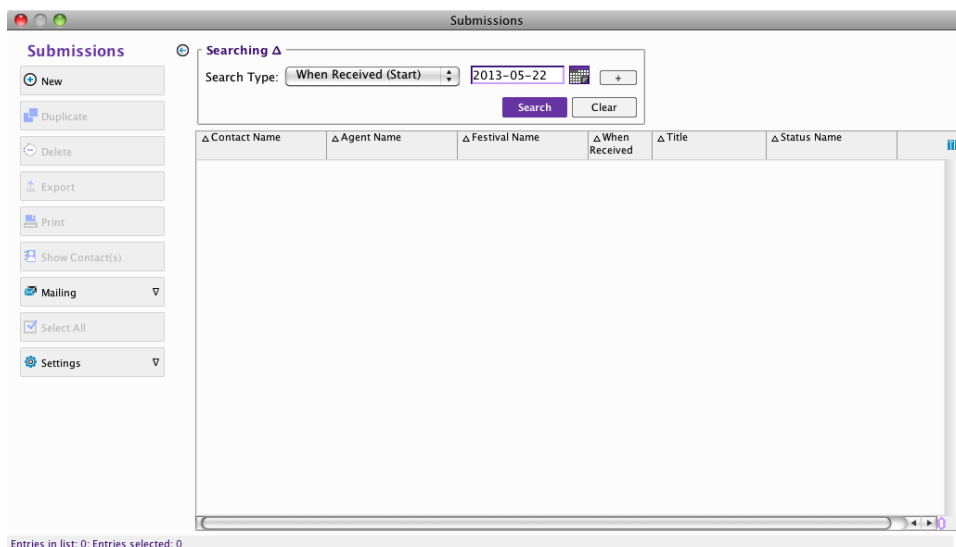 Submissions
Submissions
New
Duplicate
Delete
Export
Print
Show Contact(s)
Mailing
Select All
Settings
Searching
Search Type: When Received (Start) 2013-05-22 +
Search Clear
Contact Name Agent Name Festival Name When Received Title Status Name
Entries in list: 0; Entries selected: 0